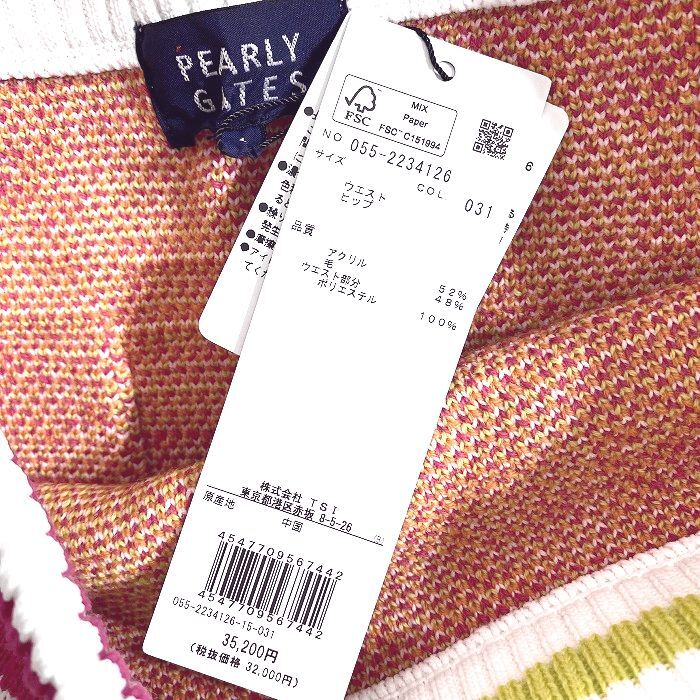 PEARLY
GATES
FSC
MIX
Paper
FSC™ C151994
NO 055-2234126
サイズ COL 031
6
ウエスト
ヒップ
品質
アクリル 52%
毛 48%
ウエスト部分
ポリエステル 100%
株式会社 TSI
東京都港区赤坂 8-5-26
原産地 中国
4547709567442
4547709567442
055-2234126-15-031
35,200円
(税抜価格 32,000円)